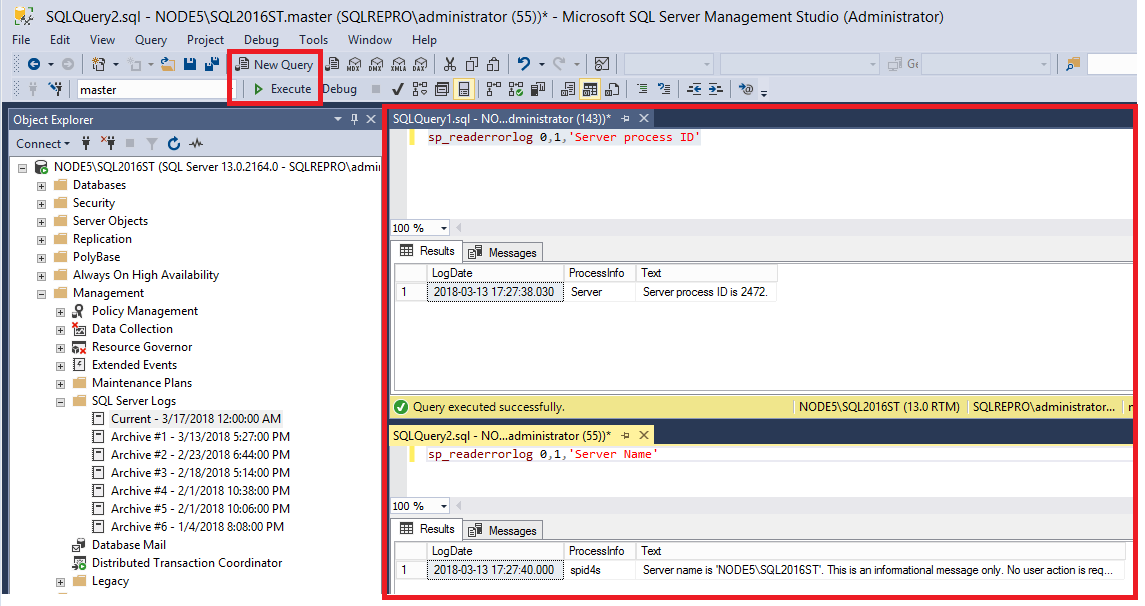 SQLQuery2.sql - NODE5\SQL2016ST.master (SQLREPRO\administrator (55))* - Microsoft SQL Server Management Studio (Administrator)
File Edit View Query Project Debug Tools Window Help
New Query MDX DMX XMLA DAX Ge
master Execute Debug
Object Explorer
Connect
NODE5\SQL2016ST (SQL Server 13.0.2164.0 - SQLREPRO\admin
Databases
Security
Server Objects
Replication
PolyBase
Always On High Availability
Management
Policy Management
Data Collection
Resource Governor
Extended Events
Maintenance Plans
SQL Server Logs
Current - 3/17/2018 12:00:00 AM
Archive #1 - 3/13/2018 5:27:00 PM
Archive #2 - 2/23/2018 6:44:00 PM
Archive #3 - 2/18/2018 5:14:00 PM
Archive #4 - 2/1/2018 10:38:00 PM
Archive #5 - 2/1/2018 10:06:00 PM
Archive #6 - 1/4/2018 8:08:00 PM
Database Mail
Distributed Transaction Coordinator
Legacy
SQLQuery1.sql - NO...dministrator (143))*
sp_readerrorlog 0,1,'Server process ID'
100 %
Results Messages
LogDate ProcessInfo Text
1 2018-03-13 17:27:38.030 Server Server process ID is 2472.
Query executed successfully. NODE5\SQL2016ST (13.0 RTM) SQLREPRO\administrator...
SQLQuery2.sql - NO...administrator (55))*
sp_readerrorlog 0,1,'Server Name'
100 %
Results Messages
LogDate ProcessInfo Text
1 2018-03-13 17:27:40.000 spid4s Server name is 'NODE5\SQL2016ST'. This is an informational message only. No user action is req...